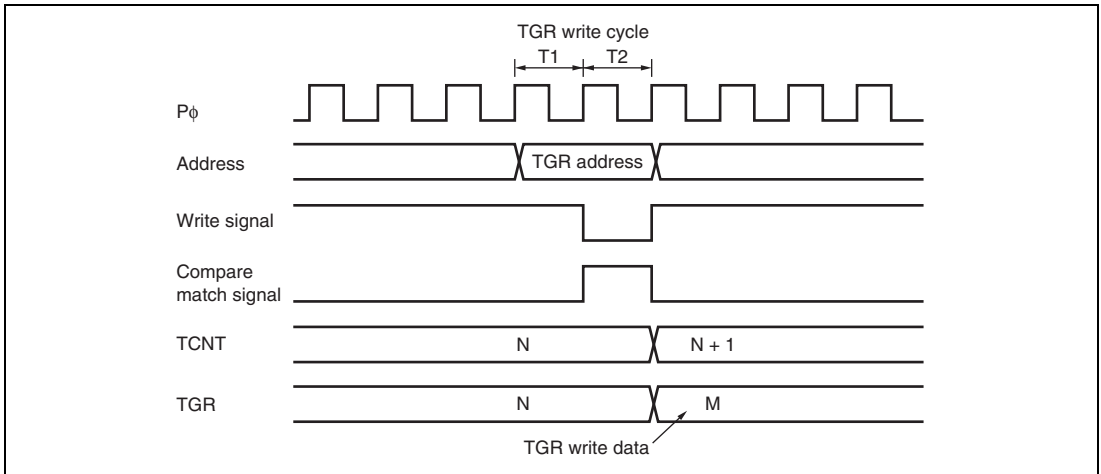 TGR write cycle
T1 T2
Pϕ
Address TGR address
Write signal
Compare
match signal
TCNT N N + 1
TGR N M
TGR write data